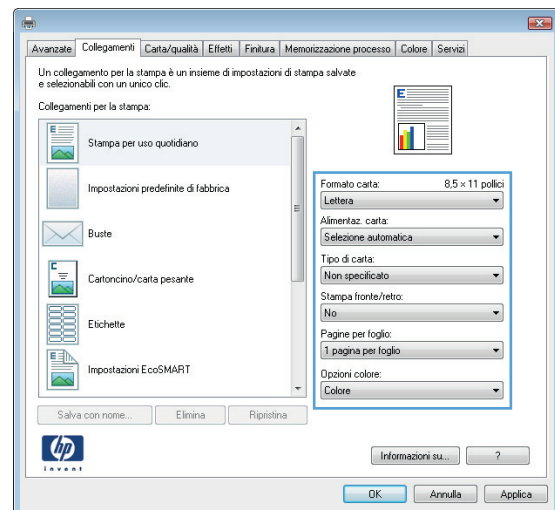 Avanzate Collegamenti Carta/qualità Effetti Finitura Memorizzazione processo Colore Servizi
Un collegamento per la stampa è un insieme di impostazioni di stampa salvate
e selezionabili con un unico clic.
Collegamenti per la stampa:
E
Stampa per uso quotidiano
Impostazioni predefinite di fabbrica
Buste
C
Cartoncino/carta pesante
Etichette
E
Impostazioni EcoSMART
Salva con nome... Elimina Ripristina
E
Formato carta: 8,5 × 11 pollici
Lettera
Alimentaz. carta:
Selezione automatica
Tipo di carta:
Non specificato
Stampa fronte/retro:
No
Pagine per foglio:
1 pagina per foglio
Opzioni colore:
Colore
hp
invent
Informazioni su... ?
OK Annulla Applica